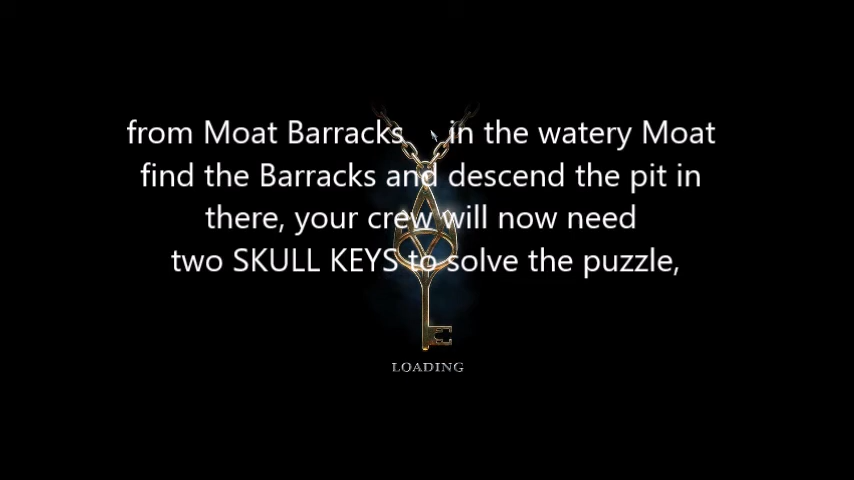 from Moat Barracks in the watery Moat
find the Barracks and descend the pit in
there, your crew will now need
two SKULL KEYS to solve the puzzle,
LOADING